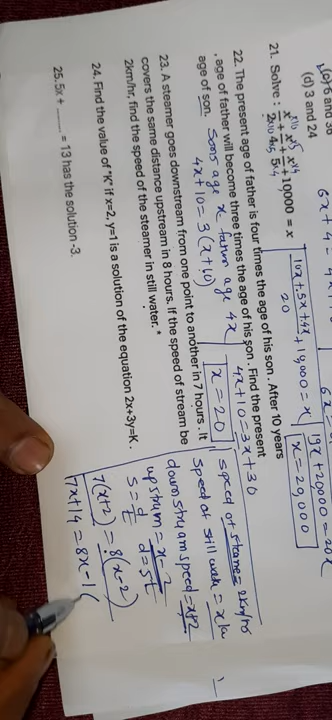 (c) 6 and 36
(d) 3 and 24
21. Solve : x/2 + x/4 + x/5 + 10000 = x
10x + 5x + 4x / 20 + 10,000 = x
19x + 20000 = 20x
x = 20,000
22. The present age of father is four times the age of his son . After 10 years
, age of father will become three times the age of his son . Find the present
age of son.
Sons age x father age 4x
4x+10 = 3(x+10)
4x + 10 = 3x + 30
x = 20
23. A steamer goes downstream from one point to another in 7 hours . It
covers the same distance upstream in 8 hours. If the speed of stream be
2km/hr, find the speed of the steamer in still water.*
speed of = 2km/hr
speed of still = x
downstream speed = x+2
upstream = x-2
S = d/t d = st
7(x+2) = 8(x-2)
7x+14 = 8x-1
24. Find the value of "K" if x=2, y=1 is a solution of the equation 2x+3y=K .
25. 5x + ____ = 13 has the solution -3.